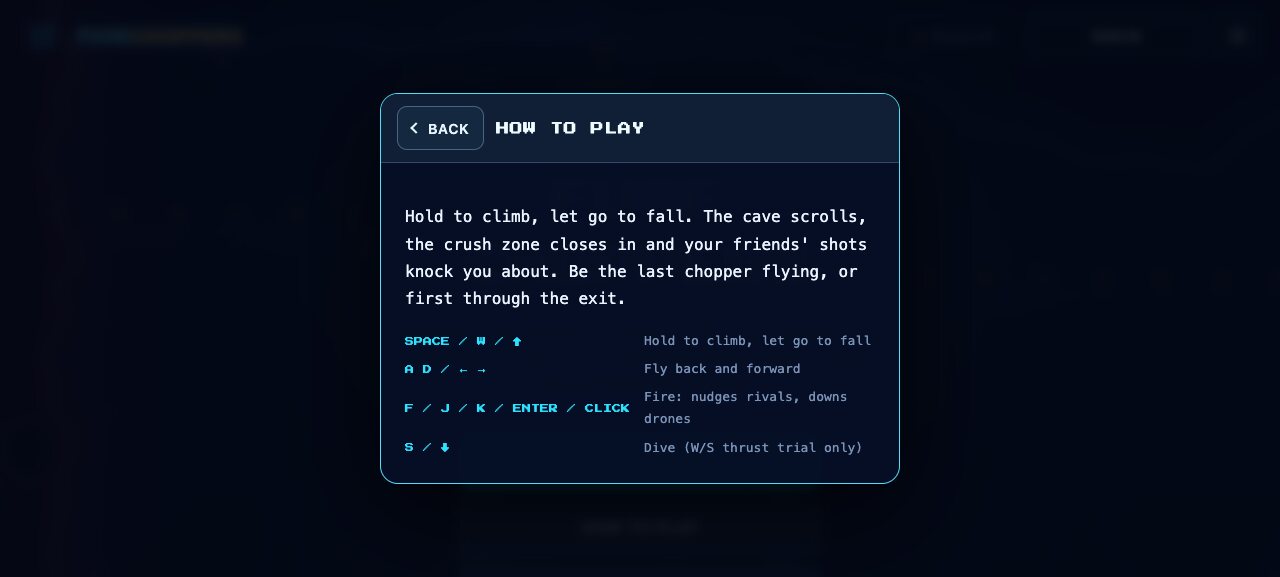 BACK
HOW TO PLAY
Hold to climb, let go to fall. The cave scrolls,
the crush zone closes in and your friends' shots
knock you about. Be the last chopper flying, or
first through the exit.
SPACE / W / ↑ Hold to climb, let go to fall
A D / ← → Fly back and forward
F / J / K / ENTER / CLICK Fire: nudges rivals, downs
drones
S / ↓ Dive (W/S thrust trial only)